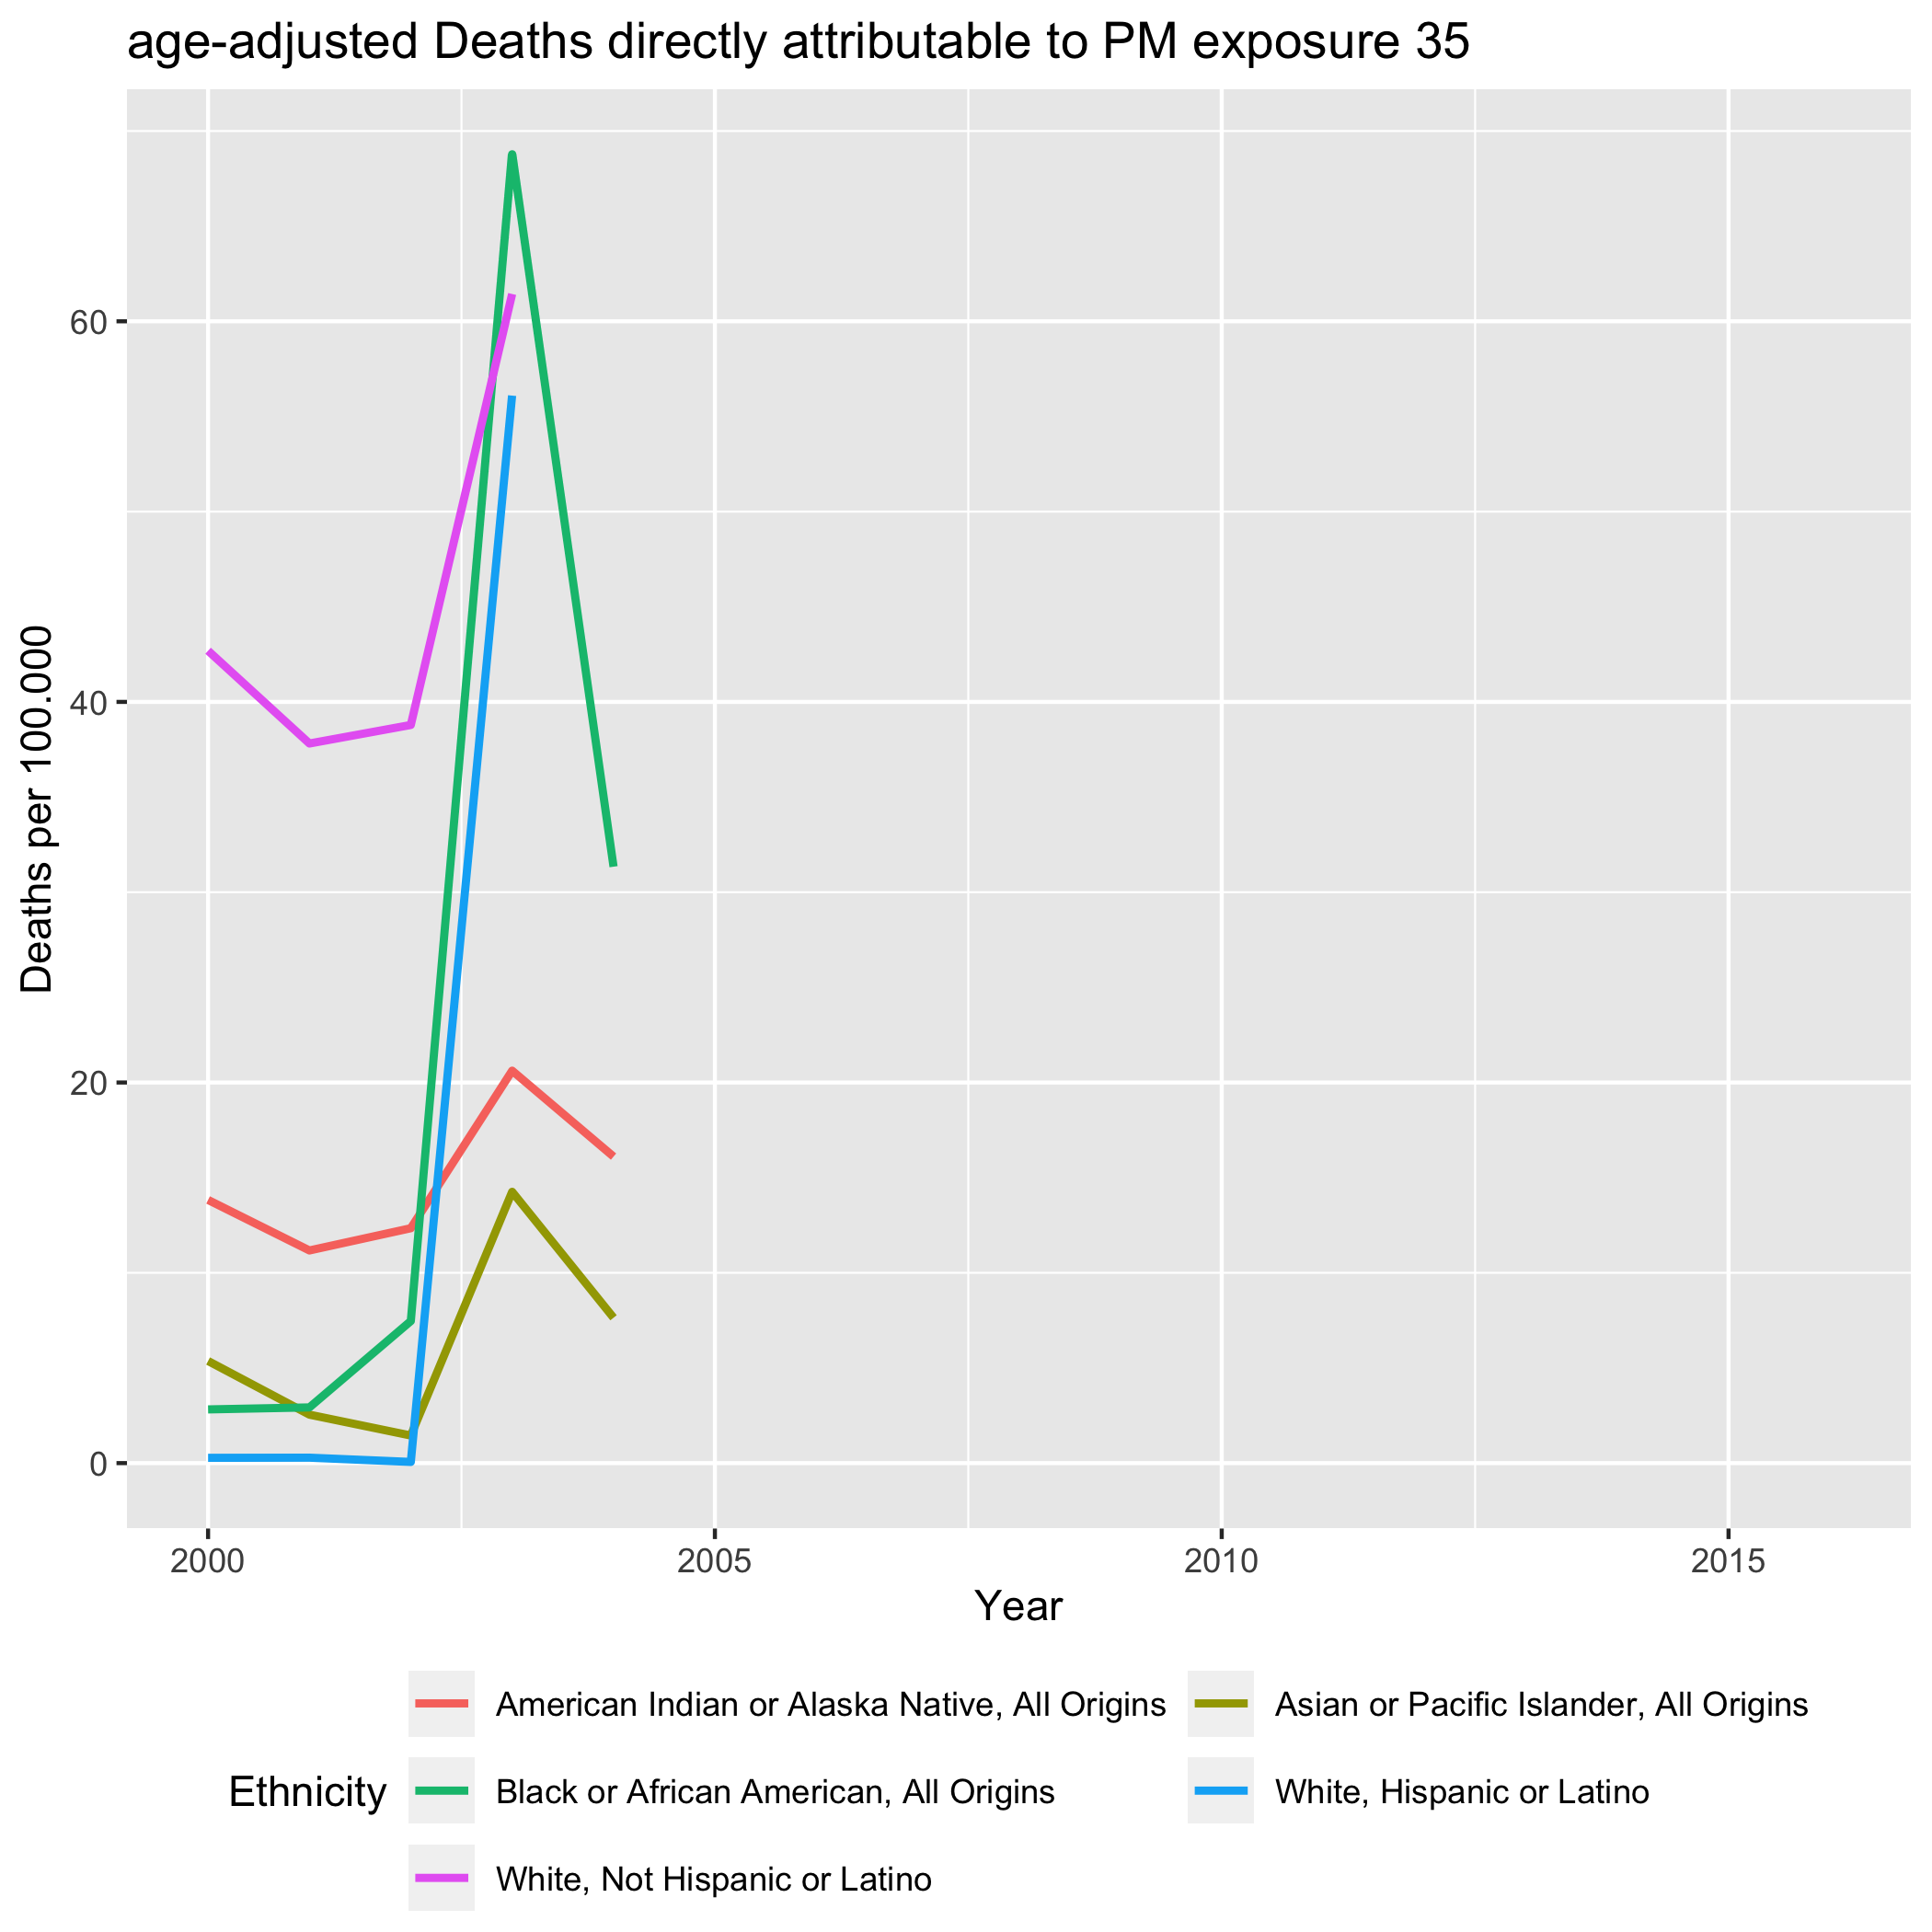 age-adjusted Deaths directly attributable to PM exposure 35
Deaths per 100.000
60
40
20
0
2000 2005 2010 2015
Year
Ethnicity
American Indian or Alaska Native, All Origins
Asian or Pacific Islander, All Origins
Black or African American, All Origins
White, Hispanic or Latino
White, Not Hispanic or Latino